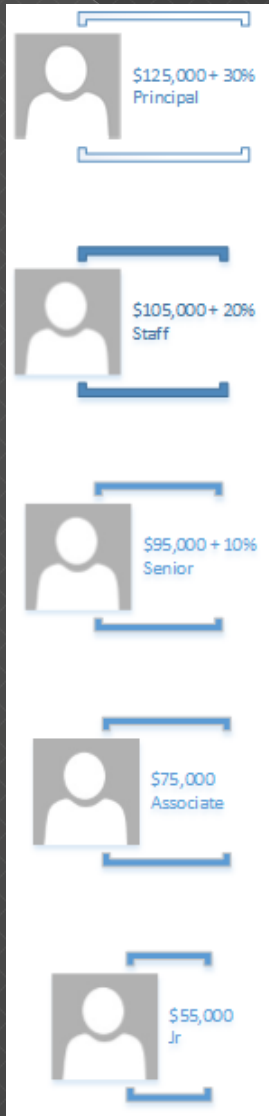 $125,000 + 30%
Principal
$105,000 + 20%
Staff
$95,000 + 10%
Senior
$75,000
Associate
$55,000
Jr